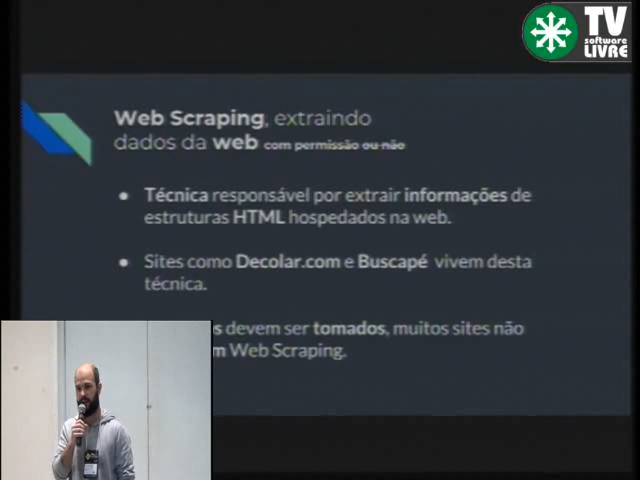 TV
software
LIVRE
Web Scraping, extraindo
dados da web com permissão ou não
● Técnica responsável por extrair informações de
estruturas HTML hospedados na web.
● Sites como Decolar.com e Buscapé vivem desta
técnica.
s devem ser tomados, muitos sites não
m Web Scraping.